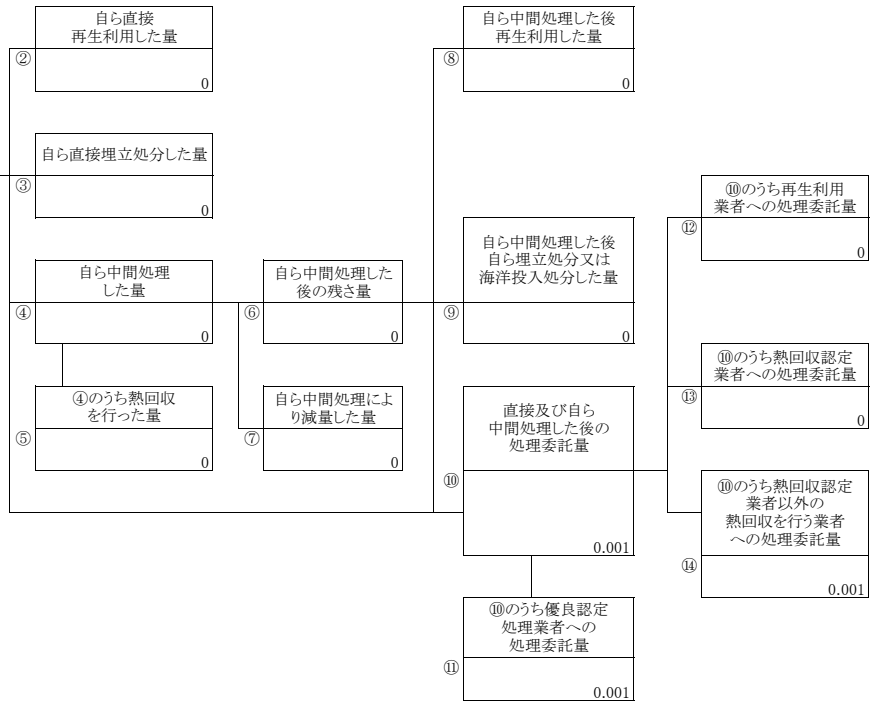 自ら直接
再生利用した量
②
0
自ら直接埋立処分した量
③
0
自ら中間処理
した量
④
0
④のうち熱回収
を行った量
⑤
0
自ら中間処理した
後の残さ量
⑥
0
自ら中間処理によ
り減量した量
⑦
0
自ら中間処理した後
再生利用した量
⑧
0
自ら中間処理した後
自ら埋立処分又は
海洋投入処分した量
⑨
0
直接及び自ら
中間処理した後の
処理委託量
⑩
0.001
⑩のうち優良認定
処理業者への
処理委託量
⑪
0.001
⑩のうち再生利用
業者への処理委託量
⑫
0
⑩のうち熱回収認定
業者への処理委託量
⑬
0
⑩のうち熱回収認定
業者以外の
熱回収を行う業者
への処理委託量
⑭
0.001